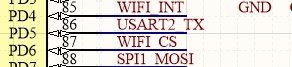 85 WIFI_INT GND
PD4
86 USART2_TX
PD5
87 WIFI_CS
PD6
88 SPI1_MOSI
PD7